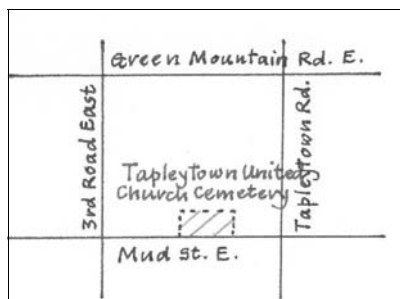 Green Mountain Rd. E.
3rd Road East
Tapleytown Rd.
Tapleytown United
Church Cemetery
Mud St. E.